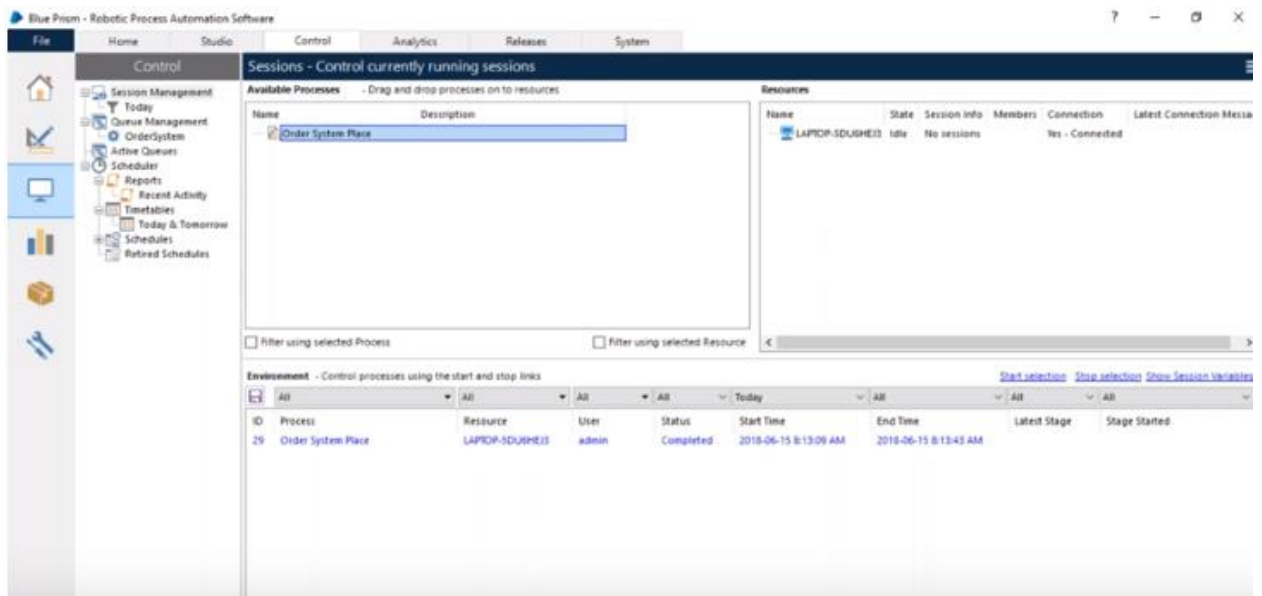 Blue Prism - Robotic Process Automation Software
?
File Home Studio Control Analytics Releases System
Control
Session Management
Today
Queue Management
OrderSystem
Active Queues
Scheduler
Reports
Recent Activity
Timetables
Today & Tomorrow
Schedules
Retired Schedules
Sessions - Control currently running sessions
Available Processes - Drag and drop processes on to resources
Name Description
Order System Place
Filter using selected Process Filter using selected Resource
Resources
Name State Session info Members Connection Latest Connection Messa
Idle No sessions Yes - Connected
Environment - Control processes using the start and stop links
Start selection Stop selection Show Session Variables
All All All All Today All All All
ID Process Resource User Status Start Time End Time Latest Stage Stage Started
29 Order System Place admin Completed 2018-06-15 8:13:09 AM 2018-06-15 8:13:43 AM